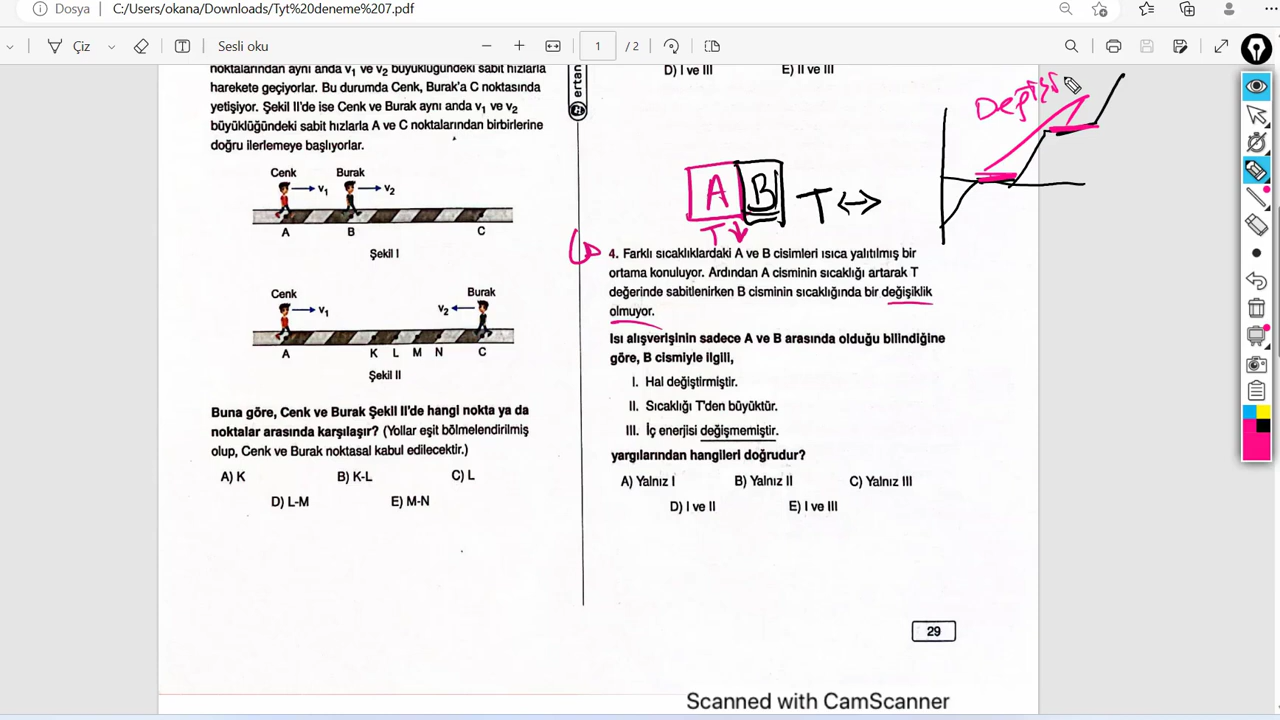 Dosya
C:/Users/okana/Downloads/Tyt%20deneme%207.pdf
Çiz
Sesli oku
1
/ 2
noktalarından aynı anda v1 ve v2 büyüklüğündeki sabit hızlarla
harekete geçiyorlar. Bu durumda Cenk, Burak'a C noktasında
yetişiyor. Şekil II'de ise Cenk ve Burak aynı anda v1 ve v2
büyüklüğündeki sabit hızlarla A ve C noktalarından birbirlerine
doğru ilerlemeye başlıyorlar.
Cenk
Burak
v1
v2
A
B
C
Şekil I
Cenk
Burak
v1
v2
A
K
L
M
N
C
Şekil II
Buna göre, Cenk ve Burak Şekil II'de hangi nokta ya da
noktalar arasında karşılaşır? (Yollar eşit bölmelendirilmiş
olup, Cenk ve Burak noktasal kabul edilecektir.)
A) K
B) K-L
C) L
D) L-M
E) M-N
ertan
D) I ve III
E) II ve III
A
B
T
T
4. Farklı sıcaklıklardaki A ve B cisimleri ısıca yalıtılmış bir
ortama konuluyor. Ardından A cisminin sıcaklığı artarak T
değerinde sabitlenirken B cisminin sıcaklığında bir değişiklik
olmuyor.
Isı alışverişinin sadece A ve B arasında olduğu bilindiğine
göre, B cismiyle ilgili,
I. Hal değiştirmiştir.
II. Sıcaklığı T'den büyüktür.
III. İç enerjisi değişmemiştir.
yargılarından hangileri doğrudur?
A) Yalnız I
B) Yalnız II
C) Yalnız III
D) I ve II
E) I ve III
29
Scanned with CamScanner